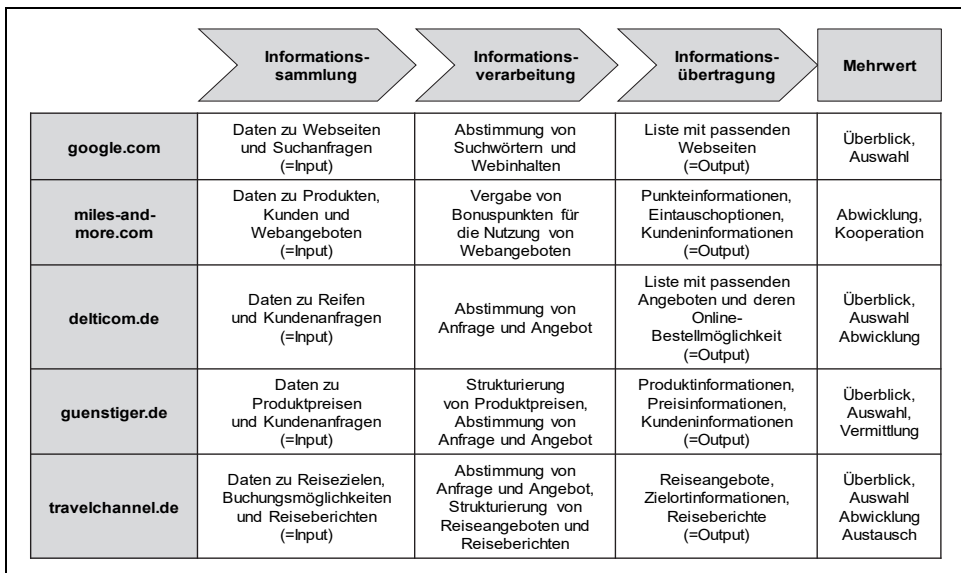 Informations-
sammlung
Informations-
verarbeitung
Informations-
übertragung
Mehrwert
google.com
Daten zu Webseiten
und Suchanfragen
(=Input)
Abstimmung von
Suchwörtern und
Webinhalten
Liste mit passenden
Webseiten
(=Output)
Überblick,
Auswahl
miles-and-
more.com
Daten zu Produkten,
Kunden und
Webangeboten
(=Input)
Vergabe von
Bonuspunkten für
die Nutzung von
Webangeboten
Punkteinformationen,
Eintauschoptionen,
Kundeninformationen
(=Output)
Abwicklung,
Kooperation
delticom.de
Daten zu Reifen
und Kundenanfragen
(=Input)
Abstimmung von
Anfrage und Angebot
Liste mit passenden
Angeboten und deren
Online-
Bestellmöglichkeit
(=Output)
Überblick,
Auswahl
Abwicklung
guenstiger.de
Daten zu
Produktpreisen
und Kundenanfragen
(=Input)
Strukturierung
von Produktpreisen,
Abstimmung von
Anfrage und Angebot
Produktinformationen,
Preisinformationen,
Kundeninformationen
(=Output)
Überblick,
Auswahl,
Vermittlung
travelchannel.de
Daten zu Reisezielen,
Buchungsmöglichkeiten
und Reiseberichten
(=Input)
Abstimmung von
Anfrage und Angebot,
Strukturierung von
Reiseangeboten und
Reiseberichten
Reiseangebote,
Zielortinformationen,
Reiseberichte
(=Output)
Überblick,
Auswahl
Abwicklung
Austausch